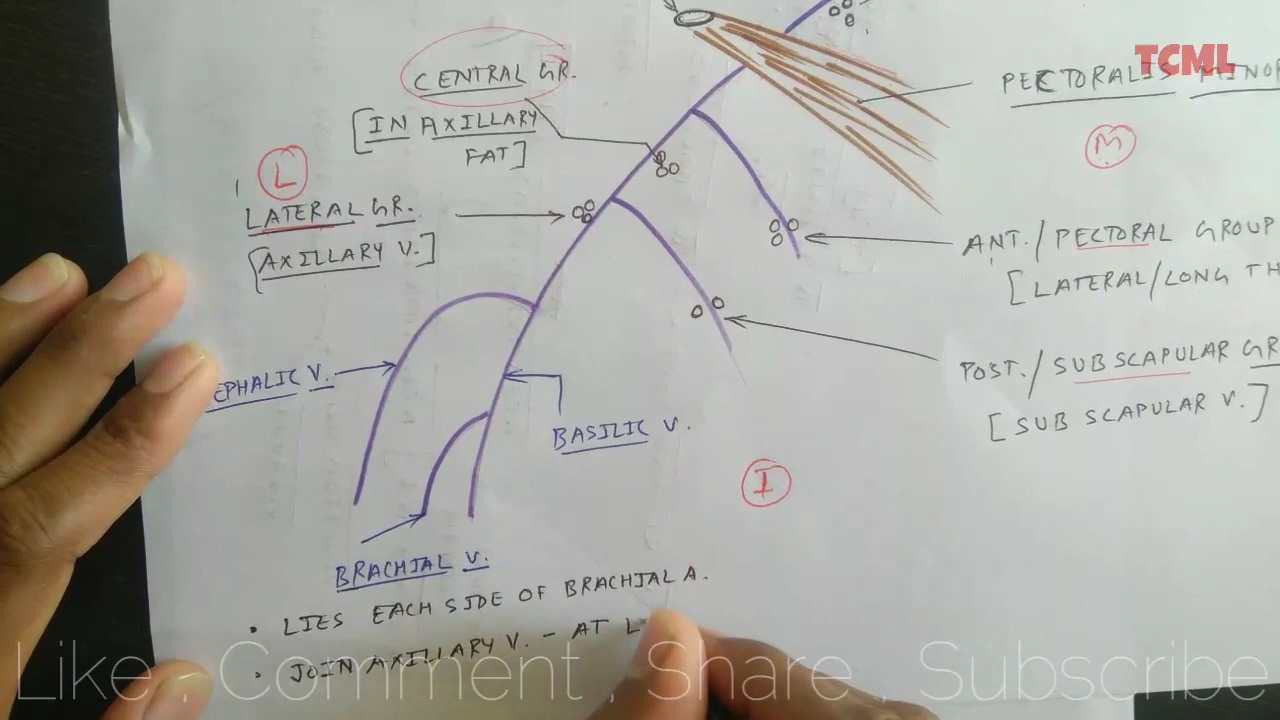 TCML
CENTRAL GR.
[IN AXILLARY
FAT]
PECTORALIS MINOR
M
L
LATERAL GR.
[AXILLARY V.]
ANT./PECTORAL GROUP
[LATERAL/LONG TH
POST./SUBSCAPULAR GR
[SUB SCAPULAR V.]
EPHALIC V.
BASILIC V.
I
BRACHIAL V.
• LIES EACH SIDE OF BRACHIAL A.
• JOIN AXILLARY V. - AT L
Like , Comment , Share , Subscribe